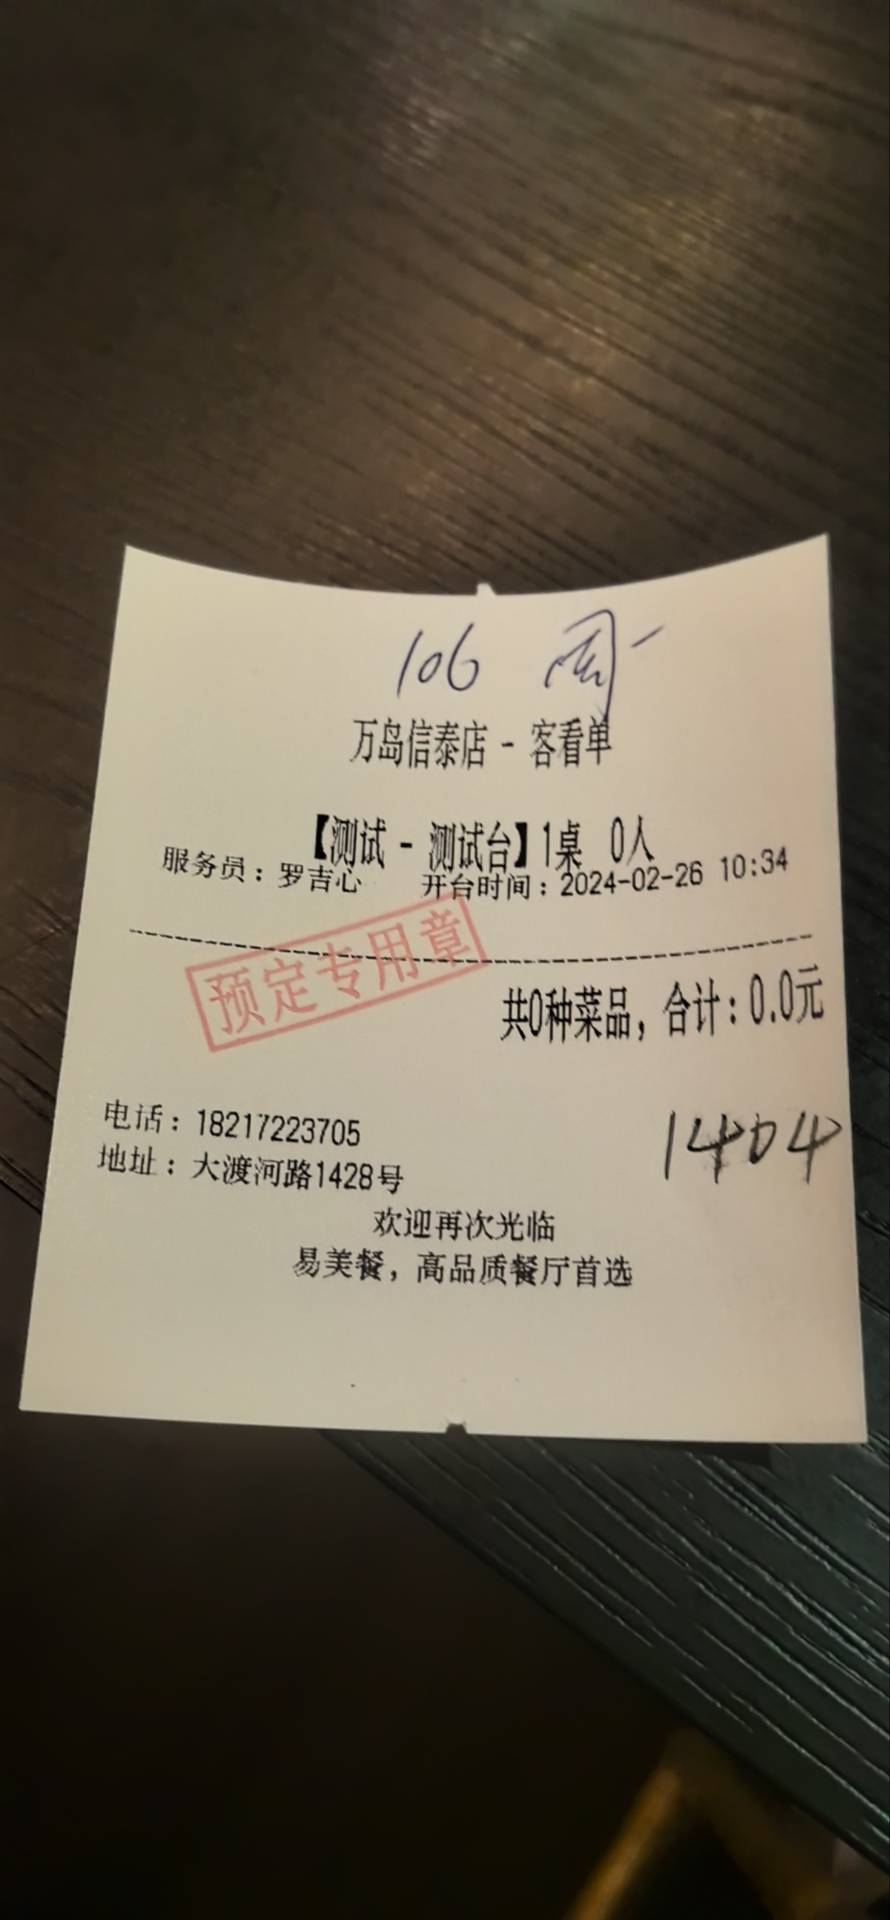 106 周
万岛信泰店 - 客看单
【测试 - 测试台】1桌 0人
服务员：罗吉心 开台时间：2024-02-26 10:34
预定专用章
共0种菜品，合计：0.0元
电话：18217223705
1404
地址：大渡河路1428号
欢迎再次光临
易美餐，高品质餐厅首选